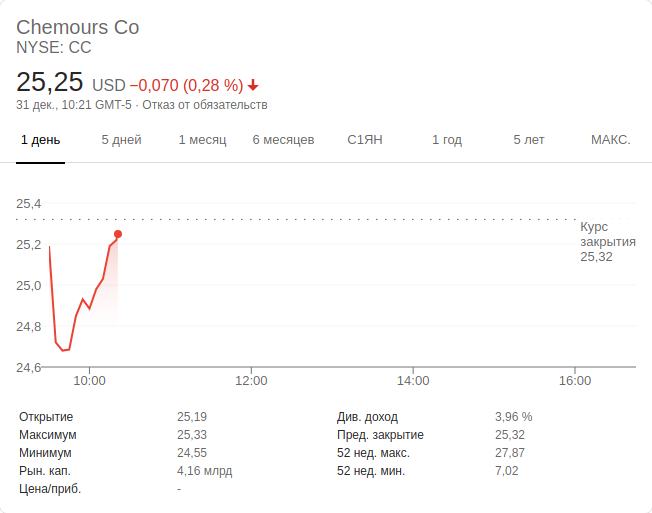 Chemours Co
NYSE: CC
25,25 USD −0,070 (0,28 %)
31 дек., 10:21 GMT-5 · Отказ от обязательств
1 день 5 дней 1 месяц 6 месяцев С1ЯН 1 год 5 лет МАКС.
25,4
25,2
25,0
24,8
24,6
Курс
закрытия
25,32
10:00 12:00 14:00 16:00
Открытие 25,19 Див. доход 3,96 %
Максимум 25,33 Пред. закрытие 25,32
Минимум 24,55 52 нед. макс. 27,87
Рын. кап. 4,16 млрд 52 нед. мин. 7,02
Цена/приб. -